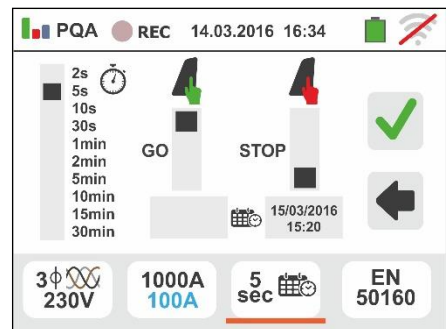 PQA REC 14.03.2016 16:34
2s
5s
10s
30s
1min
2min
5min
10min
15min
30min
GO
STOP
15/03/2016
15:20
3ϕ
230V
1000A
100A
5
sec
EN
50160